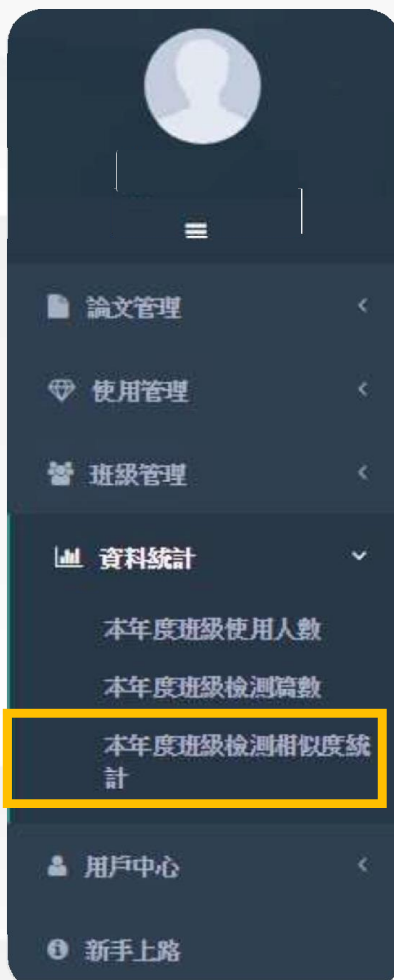 論文管理
使用管理
班級管理
資料統計
本年度班級使用人數
本年度班級檢測篇數
本年度班級檢測相似度統
計
用戶中心
新手上路